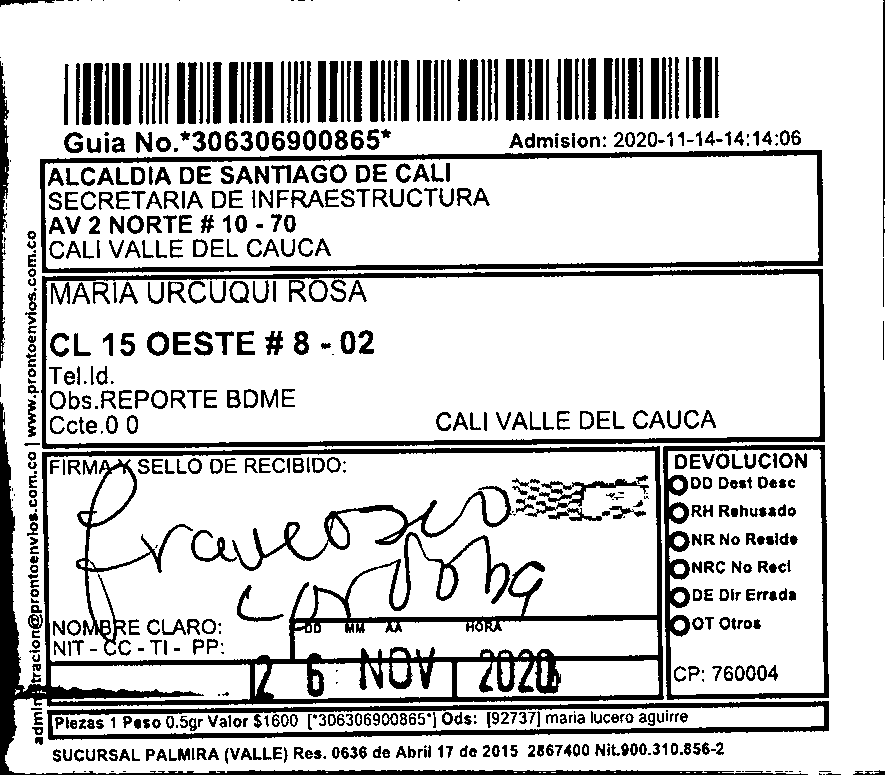 Guia No.*306306900865*
Admision: 2020-11-14-14:14:06
ALCALDIA DE SANTIAGO DE CALI
SECRETARIA DE INFRAESTRUCTURA
AV 2 NORTE # 10 - 70
CALI VALLE DEL CAUCA
MARIA URCUQUI ROSA
CL 15 OESTE # 8 - 02
Tel.Id.
Obs.REPORTE BDME
Ccte.0 0
CALI VALLE DEL CAUCA
FIRMA Y SELLO DE RECIBIDO:
Francisco
Cordoba
NOMBRE CLARO:
NIT - CC - TI - PP:
DD MM AA HORA
26 NOV 2020
DEVOLUCION
DD Dest Desc
RH Rehusado
NR No Reside
NRC No Recl
DE Dir Errada
OT Otros
CP: 760004
Piezas 1 Peso 0.5gr Valor $1600 [*306306900865*] Ods: [92737] maria lucero aguirre
SUCURSAL PALMIRA (VALLE) Res. 0636 de Abril 17 de 2015 2867400 Nit.900.310.856-2
administracion@prontoenvios.com.co | www.prontoenvios.com.co